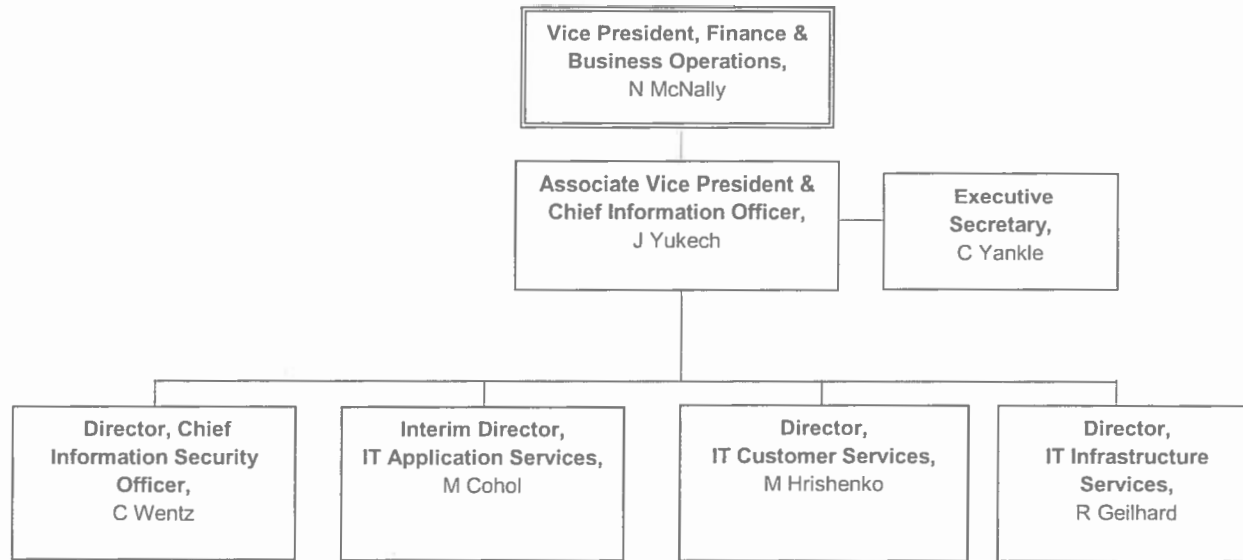 Vice President, Finance &
Business Operations,
N McNally
Associate Vice President &
Chief Information Officer,
J Yukech
Executive
Secretary,
C Yankle
Director, Chief
Information Security
Officer,
C Wentz
Interim Director,
IT Application Services,
M Cohol
Director,
IT Customer Services,
M Hrishenko
Director,
IT Infrastructure
Services,
R Geilhard